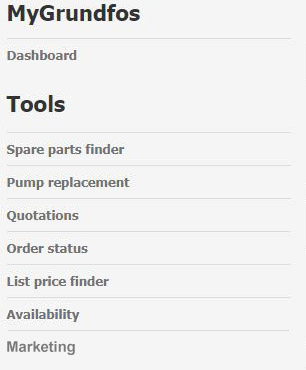 MyGrundfos
Dashboard
Tools
Spare parts finder
Pump replacement
Quotations
Order status
List price finder
Availability
Marketing